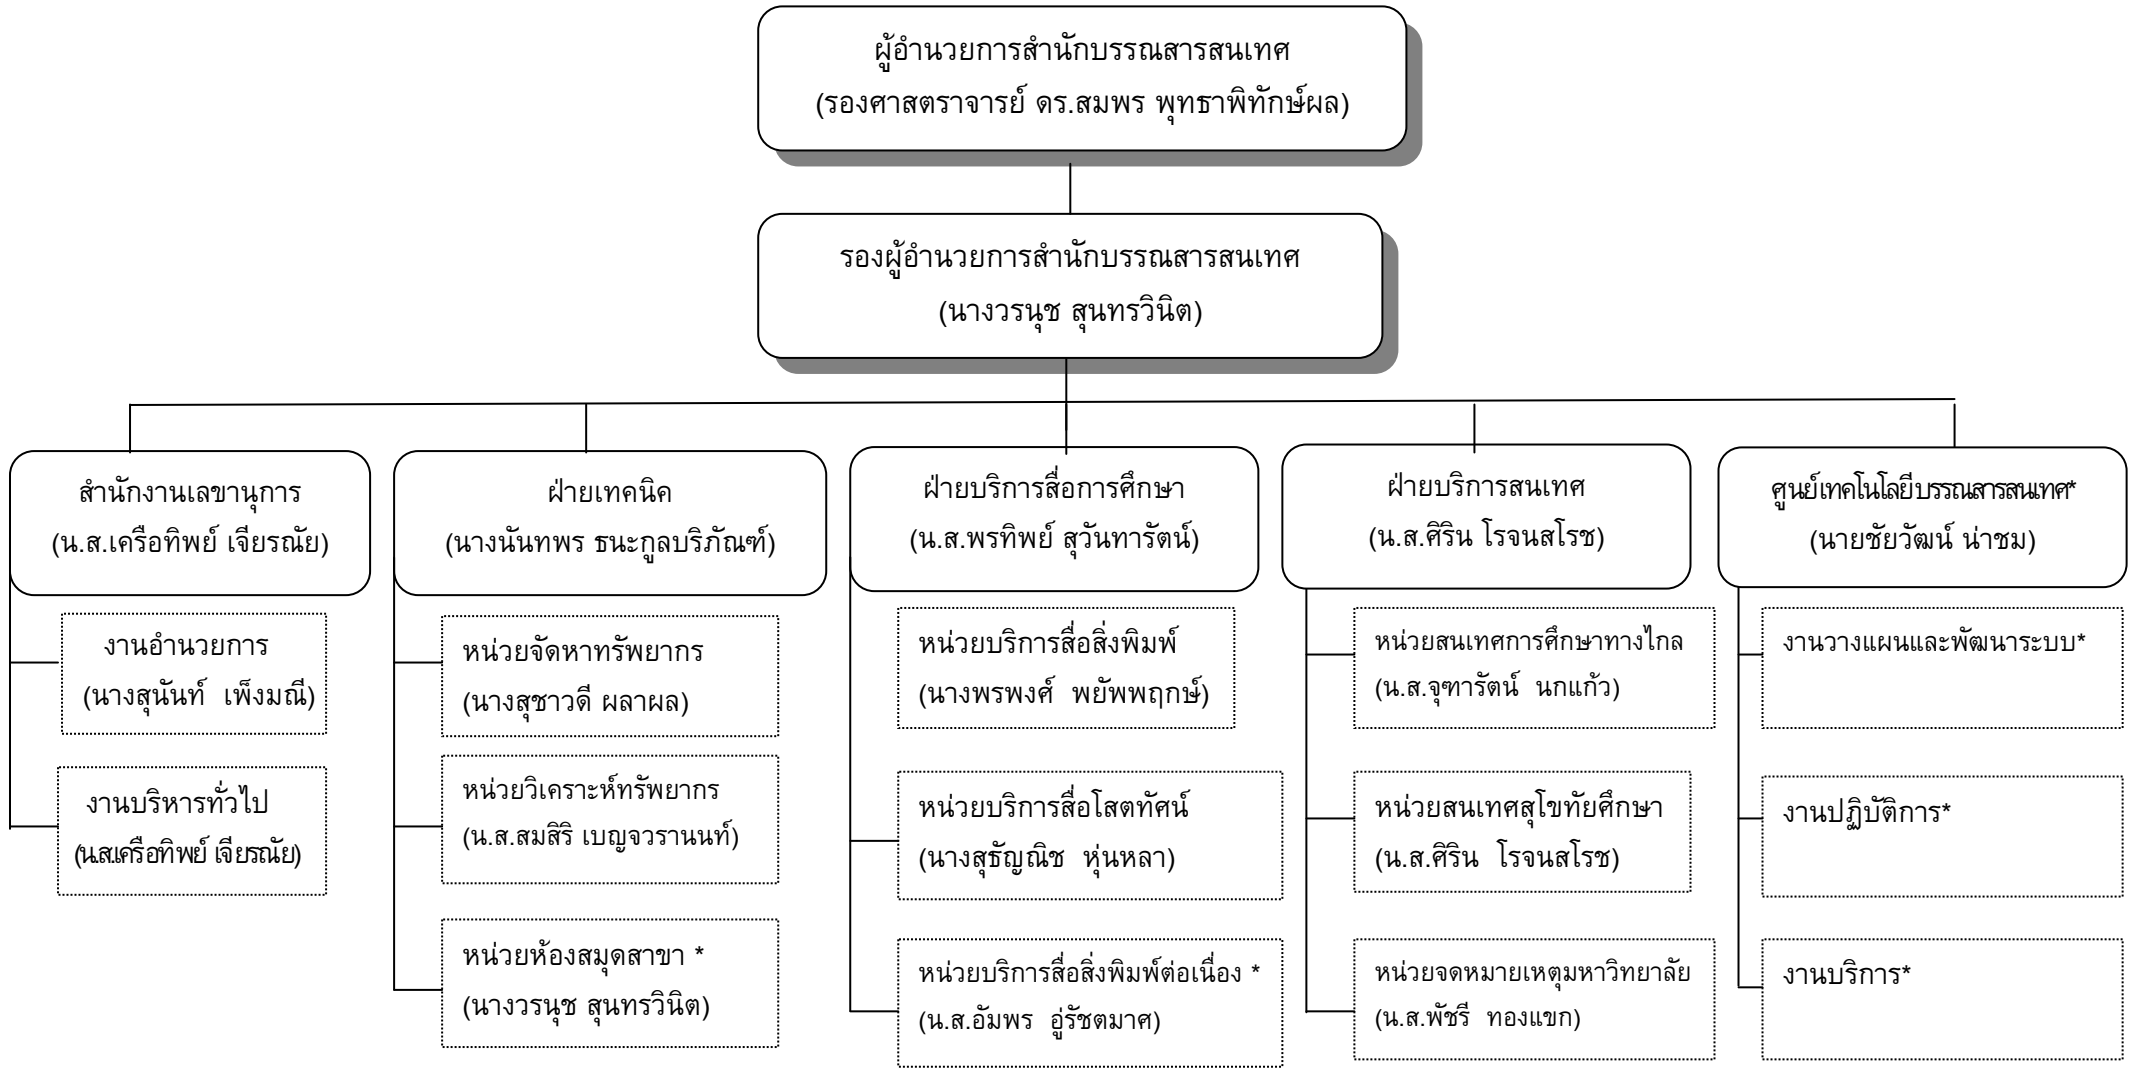 ผู้อำนวยการสำนักบรรณสารสนเทศ
(รองศาสตราจารย์ ดร.สมพร พุทธาพิทักษ์ผล)
รองผู้อำนวยการสำนักบรรณสารสนเทศ
(นางวรนุช สุนทรวินิต)
สำนักงานเลขานุการ
(น.ส.เครือทิพย์ เจียรณัย)
งานอำนวยการ
(นางสุนันท์ เพ็งมณี)
งานบริหารทั่วไป
(น.ส.เครือทิพย์ เจียรณัย)
ฝ่ายเทคนิค
(นางนันทพร ธนะกูลบริภัณฑ์)
หน่วยจัดหาทรัพยากร
(นางสุชาวดี ผลาผล)
หน่วยวิเคราะห์ทรัพยากร
(น.ส.สมสิริ เบญจวรานนท์)
หน่วยห้องสมุดสาขา *
(นางวรนุช สุนทรวินิต)
ฝ่ายบริการสื่อการศึกษา
(น.ส.พรทิพย์ สุวันทารัตน์)
หน่วยบริการสื่อสิ่งพิมพ์
(นางพรพงศ์ พยัพพฤกษ์)
หน่วยบริการสื่อโสตทัศน์
(นางสุธัญณิช หุ่นหลา)
หน่วยบริการสื่อสิ่งพิมพ์ต่อเนื่อง *
(น.ส.อัมพร อู่รัชตมาศ)
ฝ่ายบริการสนเทศ
(น.ส.ศิริน โรจนสโรช)
หน่วยสนเทศการศึกษาทางไกล
(น.ส.จุฑารัตน์ นกแก้ว)
หน่วยสนเทศสุโขทัยศึกษา
(น.ส.ศิริน โรจนสโรช)
หน่วยจดหมายเหตุมหาวิทยาลัย
(น.ส.พัชรี ทองแขก)
ศูนย์เทคโนโลยีบรรณสารสนเทศ*
(นายชัยวัฒน์ น่าชม)
งานวางแผนและพัฒนาระบบ*
งานปฏิบัติการ*
งานบริการ*